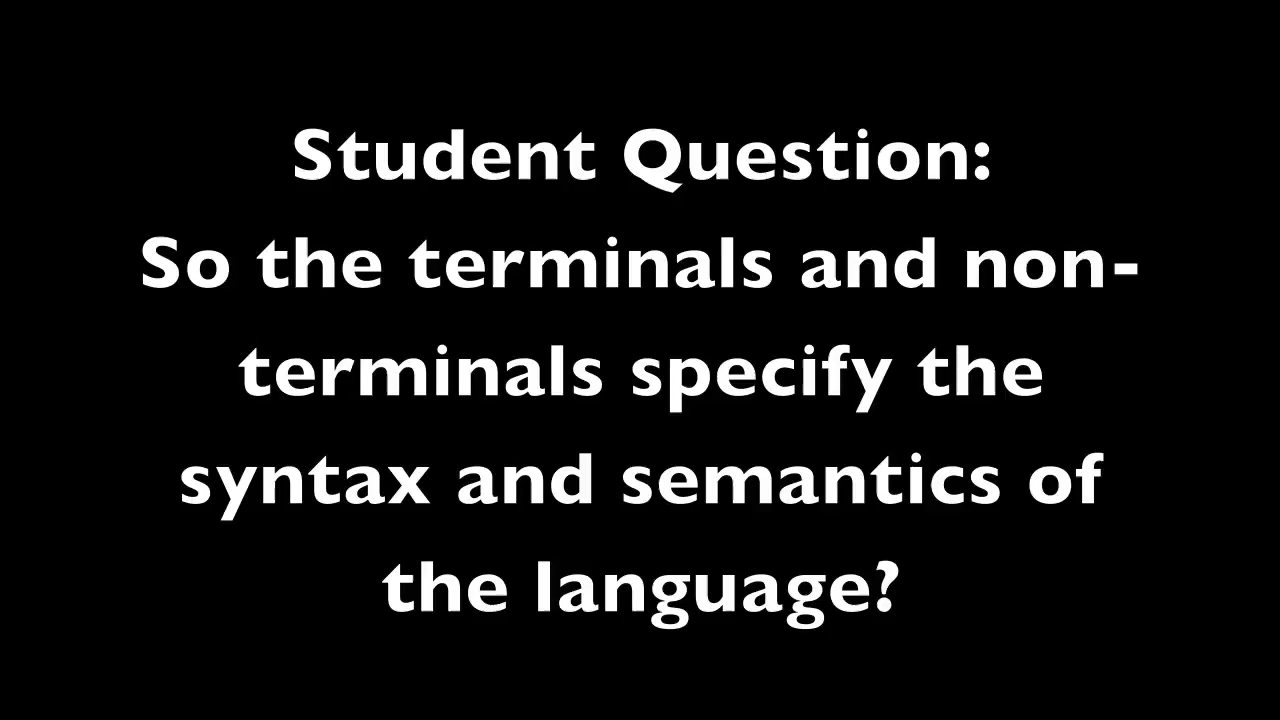 Student Question:
So the terminals and non-
terminals specify the
syntax and semantics of
the language?